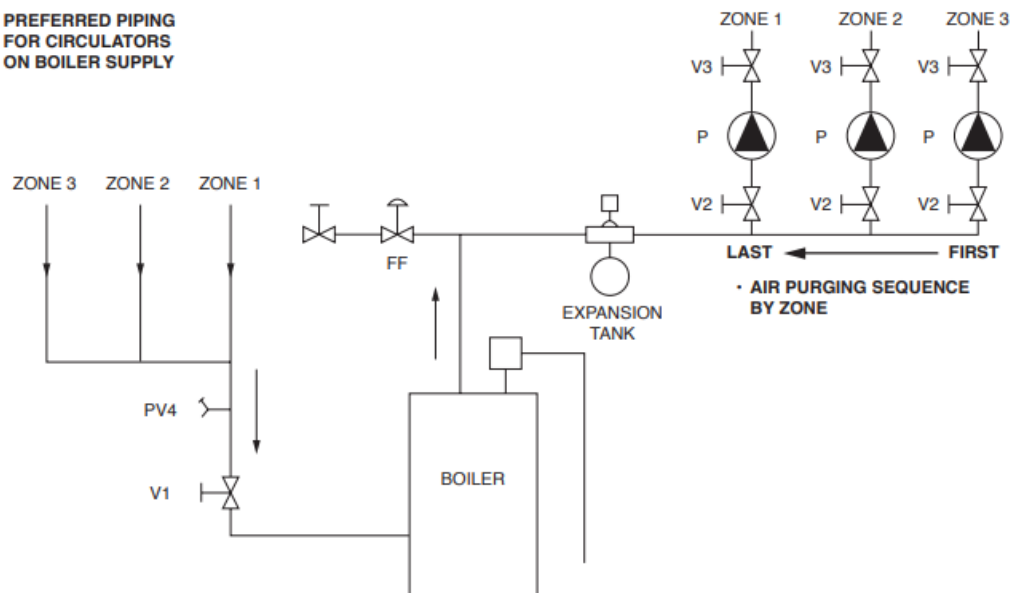 PREFERRED PIPING
FOR CIRCULATORS
ON BOILER SUPPLY
ZONE 1 ZONE 2 ZONE 3
V3 V3 V3
P P P
ZONE 3 ZONE 2 ZONE 1
V2 V2 V2
FF
LAST FIRST
· AIR PURGING SEQUENCE
BY ZONE
EXPANSION
TANK
PV4
BOILER
V1